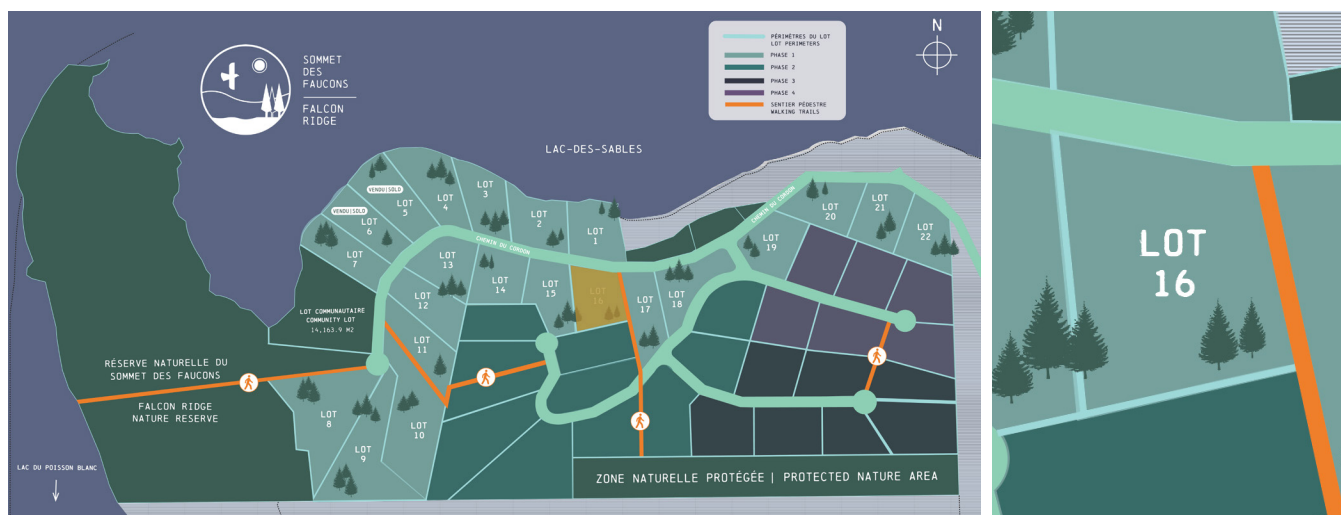 SOMMET
DES
FAUCONS
FALCON
RIDGE
PÉRIMÈTRES DU LOT
LOT PERIMETERS
PHASE 1
PHASE 2
PHASE 3
PHASE 4
SENTIER PÉDESTRE
WALKING TRAILS
N
LAC-DES-SABLES
VENDU|SOLD
VENDU|SOLD
LOT
1
LOT
2
LOT
3
LOT
4
LOT
5
LOT
6
LOT
7
CHEMIN DU CORDON
LOT
13
LOT
14
LOT
15
LOT
16
LOT
17
LOT
18
LOT
19
CHEMIN DU CORDON
LOT
20
LOT
21
LOT
22
LOT
12
LOT
11
LOT COMMUNAUTAIRE
COMMUNITY LOT
14,163.9 M2
RÉSERVE NATURELLE DU
SOMMET DES FAUCONS
FALCON RIDGE
NATURE RESERVE
LOT
8
LOT
9
LOT
10
LAC DU POISSON BLANC
ZONE NATURELLE PROTÉGÉE | PROTECTED NATURE AREA
LOT
16